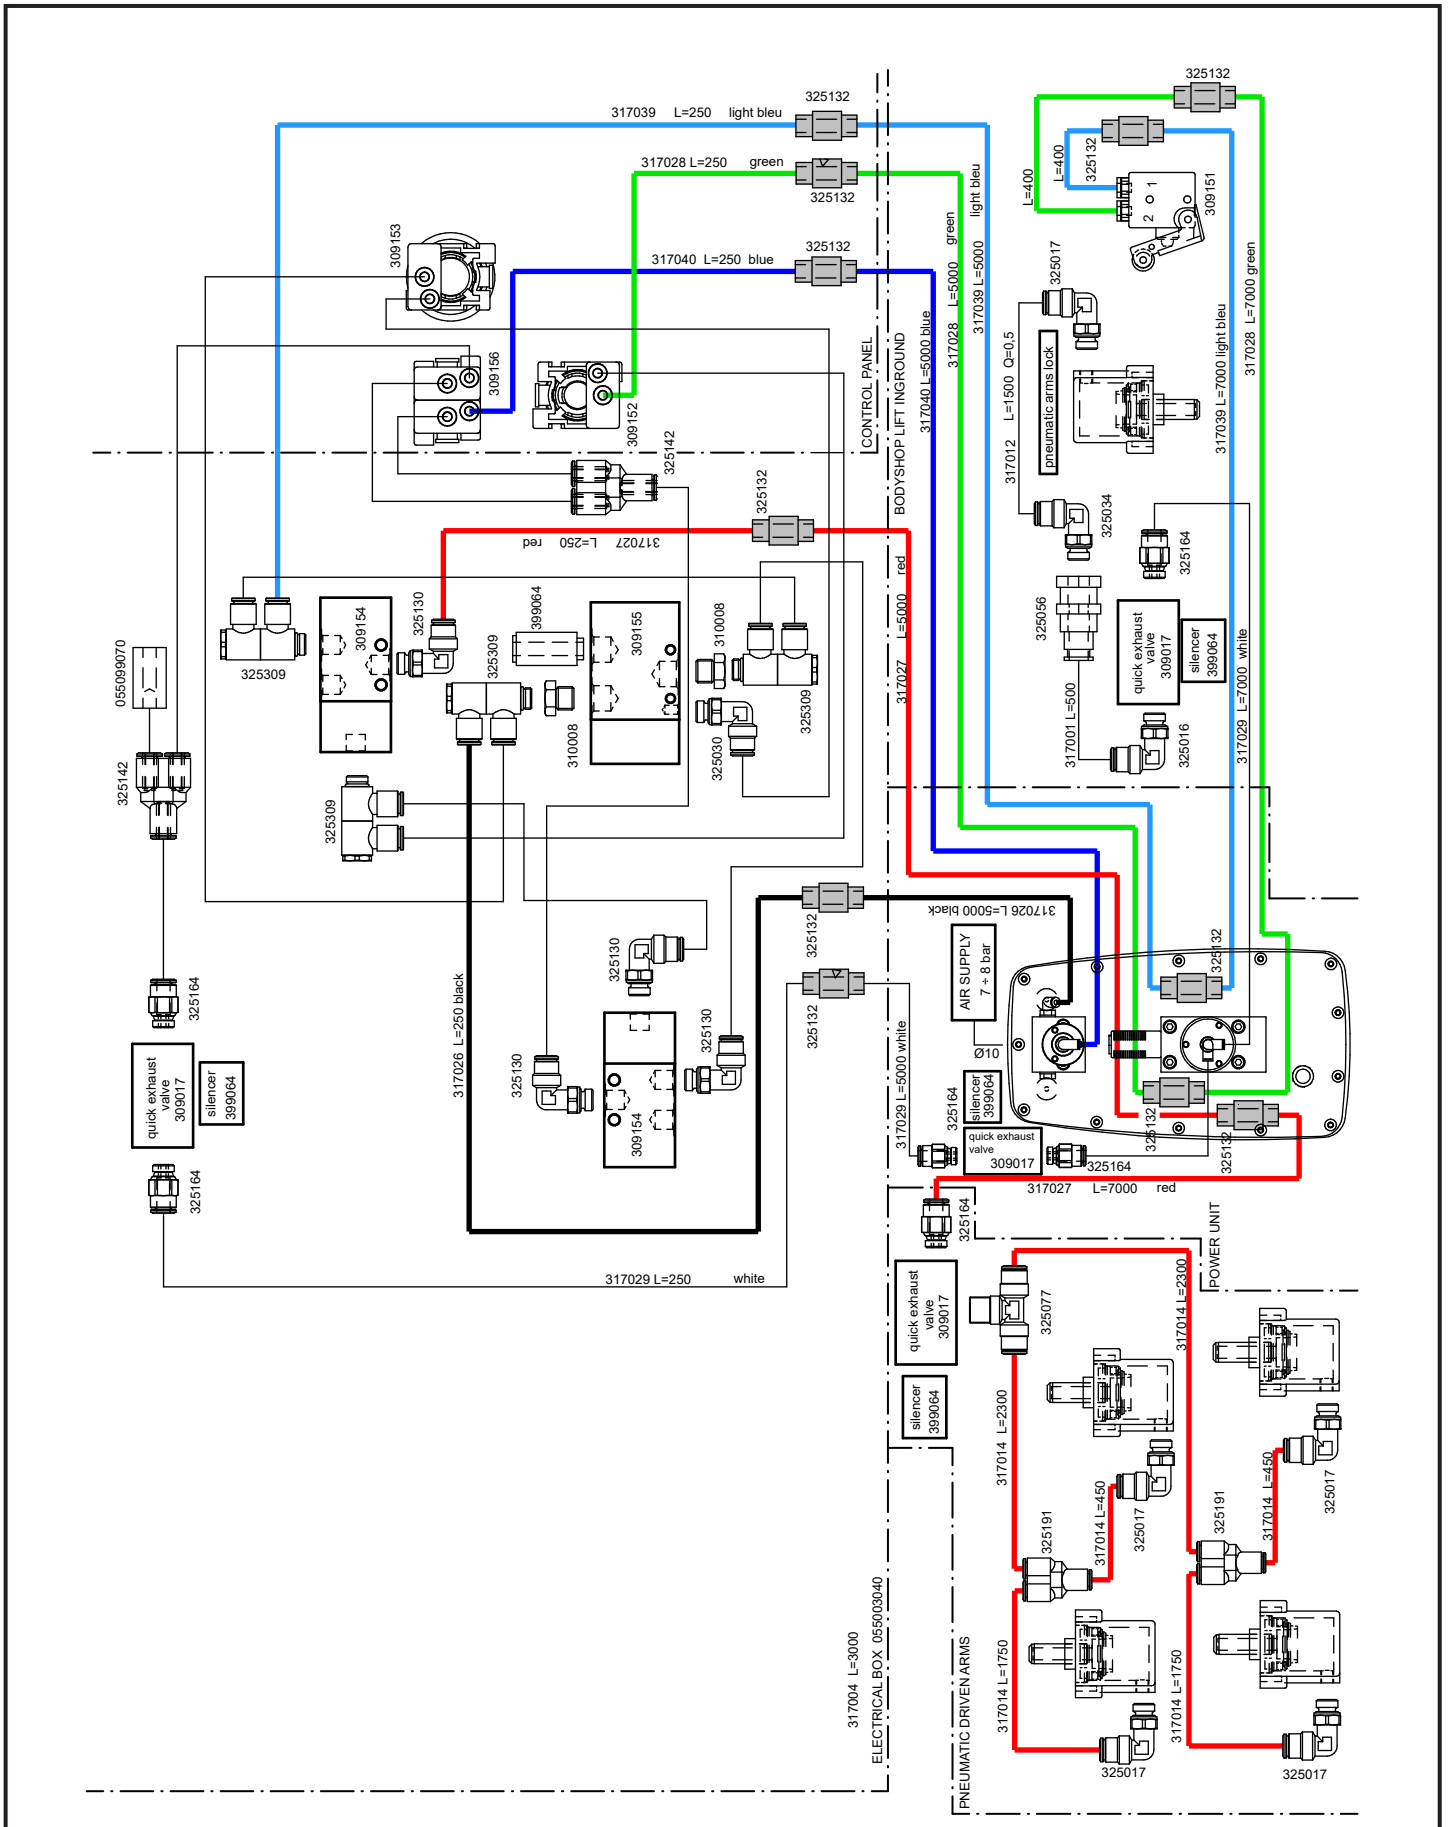 325132
317039 L=250 light bleu
325132
317028 L=250 green
325132
317040 L=250 blue
325132
309153
309156
309152
325142
CONTROL PANEL
BODYSHOP LIFT INGROUND
317028 L=5000 green
317039 L=5000 light bleu
317040 L=5000 blue
L=400
L=400
325132
309151
1
2
325017
317012 L=1500 Q=0,5
pneumatic arms lock
317039 L=7000 light bleu
317028 L=7000 green
325132
317027 L=250 red
317027 L=5000 red
325034
325164
325056
quick exhaust
valve
309017
silencer
399064
317001 L=500
325016
317029 L=7000 white
055099070
325309
309154
325130
325309
399064
309155
310008
325309
310008
325030
325142
325309
317026 L=5000 black
325132
AIR SUPPLY
7 ÷ 8 bar
Ø10
325132
325164
quick exhaust
valve
309017
silencer
399064
325164
317026 L=250 black
325130
325130
325130
309154
325132
317029 L=5000 white
325164
silencer
399064
quick exhaust
valve
309017
325164
325132
325132
317027 L=7000 red
325164
317029 L=250 white
POWER UNIT
quick exhaust
valve
309017
silencer
399064
325077
317014 L=2300
317014 L=2300
325191
317014 L=450
325017
325191
317014 L=450
325017
317014 L=1750
325017
317014 L=1750
325017
317004 L=3000
ELECTRICAL BOX 055003040
PNEUMATIC DRIVEN ARMS